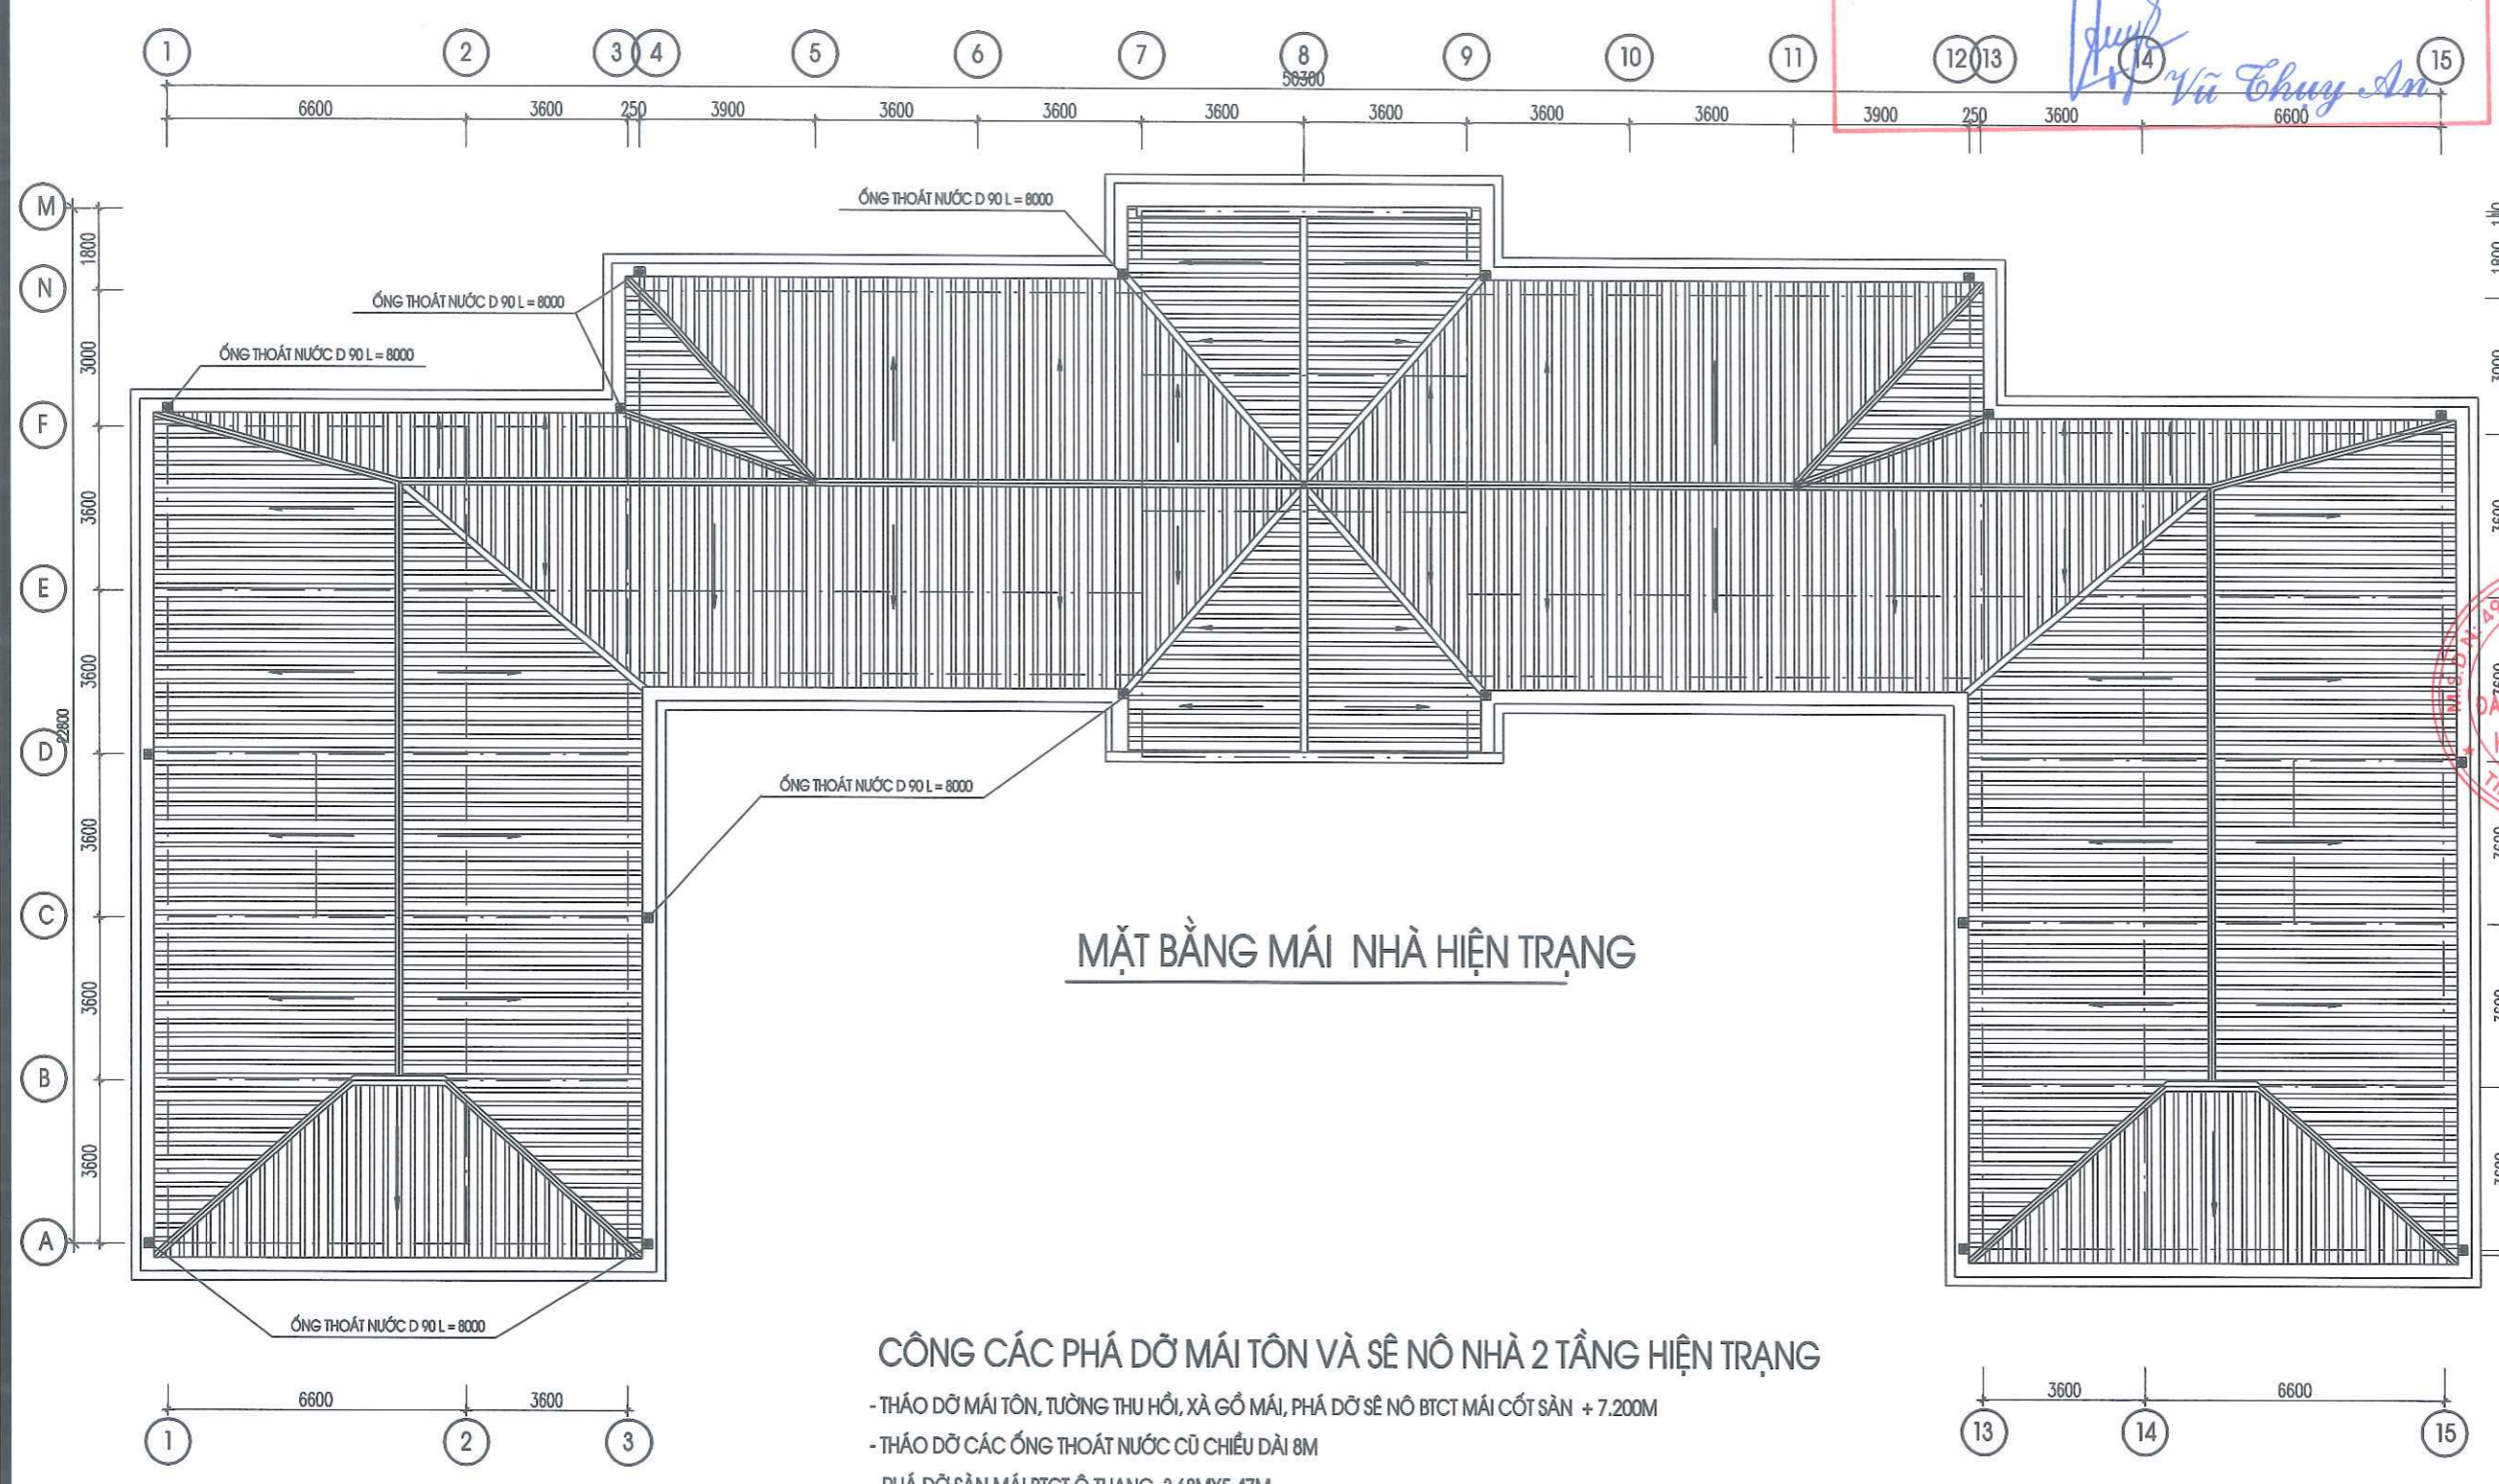 Vũ Thụy An
1 2 3 4 5 6 7 8 9 10 11 12 13 14 15
50300
6600 3600 250 3900 3600 3600 3600 3600 3600 3600 3900 250 3600 6600
M
N
F
E
D
C
B
A
1800
3000
3600
3600
3600
3600
3600
22800
ỐNG THOÁT NƯỚC D 90 L = 8000
ỐNG THOÁT NƯỚC D 90 L = 8000
ỐNG THOÁT NƯỚC D 90 L = 8000
ỐNG THOÁT NƯỚC D 90 L = 8000
MẶT BẰNG MÁI NHÀ HIỆN TRẠNG
ỐNG THOÁT NƯỚC D 90 L = 8000
1800
3600
3600
3600
3600
M.S.D.N: 49
CÔNG CÁC PHÁ DỠ MÁI TÔN VÀ SÊ NÔ NHÀ 2 TẦNG HIỆN TRẠNG
- THÁO DỠ MÁI TÔN, TƯỜNG THU HỒI, XÀ GỒ MÁI, PHÁ DỠ SÊ NÔ BTCT MÁI CỐT SÀN + 7.200M
- THÁO DỠ CÁC ỐNG THOÁT NƯỚC CŨ CHIỀU DÀI 8M
6600 3600
1 2 3
3600 6600
13 14 15